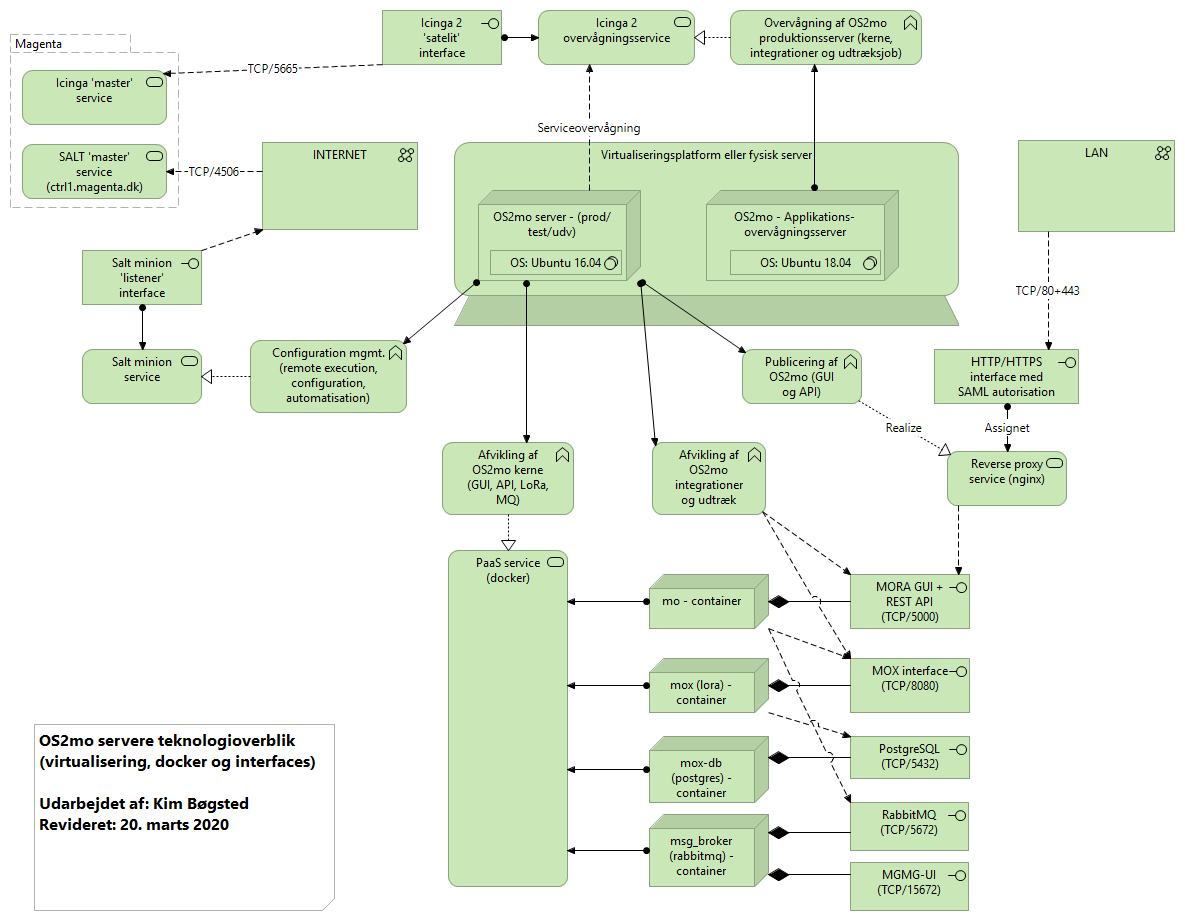 Icinga 2
'satelit'
interface
Icinga 2
overvågningsservice
Overvågning af OS2mo
produktionsserver (kerne,
integrationer og udtræksjob)
Magenta
TCP/5665
Icinga 'master'
service
Serviceovervågning
SALT 'master'
service
(ctrl1.magenta.dk)
TCP/4506
INTERNET
Virtualiseringsplatform eller fysisk server
LAN
OS2mo server - (prod/
test/udv)
OS: Ubuntu 16.04
OS2mo - Applikations-
overvågningsserver
OS: Ubuntu 18.04
Salt minion
'listener'
interface
TCP/80+443
Salt minion
service
Configuration mgmt.
(remote execution,
configuration,
automatisation)
Publicering af
OS2mo (GUI
og API)
HTTP/HTTPS
interface med
SAML autorisation
Realize
Assignet
Afvikling af
OS2mo kerne
(GUI, API, LoRa,
MQ)
Afvikling af
OS2mo
integrationer
og udtræk
Reverse proxy
service (nginx)
PaaS service
(docker)
mo - container
MORA GUI +
REST API
(TCP/5000)
mox (lora) -
container
MOX interface
(TCP/8080)
mox-db
(postgres) -
container
PostgreSQL
(TCP/5432)
msg_broker
(rabbitmq) -
container
RabbitMQ
(TCP/5672)
MGMG-UI
(TCP/15672)
OS2mo servere teknologioverblik
(virtualisering, docker og interfaces)
Udarbejdet af: Kim Bøgsted
Revideret: 20. marts 2020